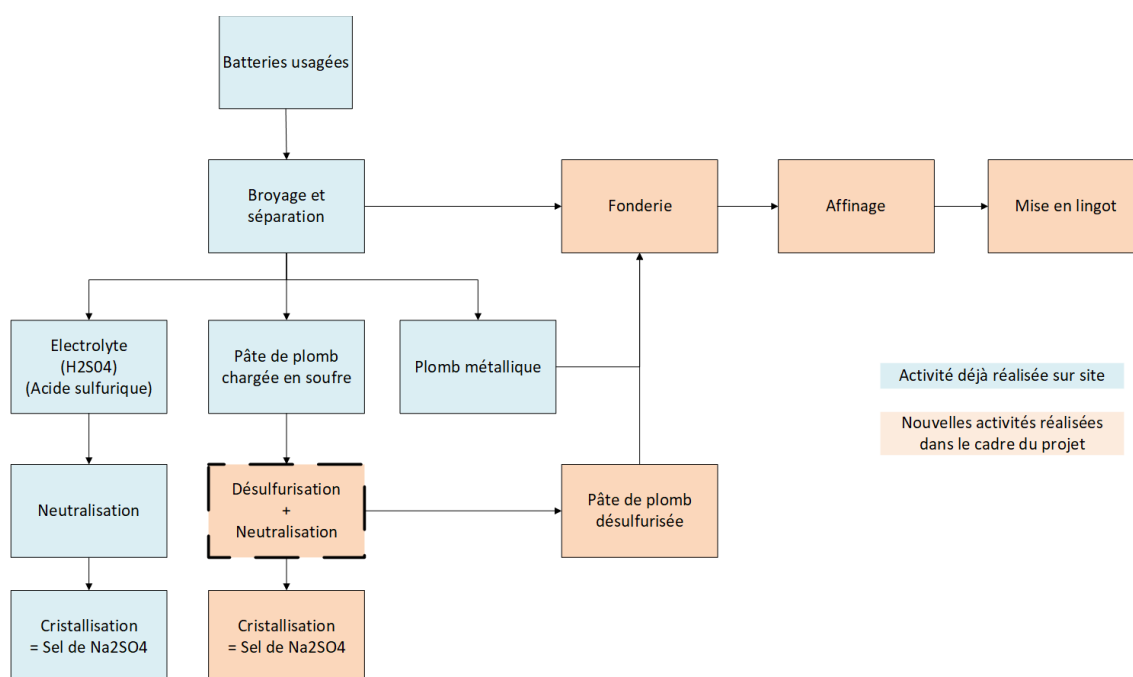 Batteries usagées
Broyage et
séparation
Fonderie
Affinage
Mise en lingot
Electrolyte
(H2S04)
(Acide sulfurique)
Pâte de plomb
chargée en soufre
Plomb métallique
Activité déjà réalisée sur site
Nouvelles activités réalisées
dans le cadre du projet
Neutralisation
Désulfurisation
+
Neutralisation
Pâte de plomb
désulfurisée
Cristallisation
= Sel de Na2SO4
Cristallisation
= Sel de Na2SO4